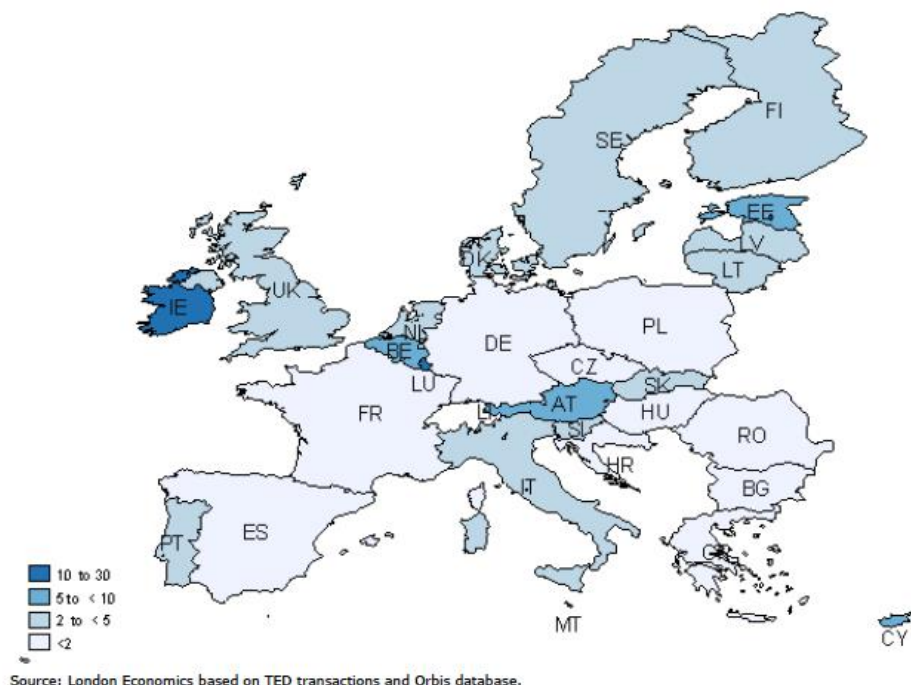 FI
SE
EE
LV
LT
DK
IE
UK
NL
BE
DE
PL
LU
CZ
SK
FR
LI
AT
HU
SI
RO
HR
IT
BG
PT
ES
GR
MT
CY
10 to 30
5 to < 10
2 to < 5
<2
Source: London Economics based on TED transactions and Orbis database.